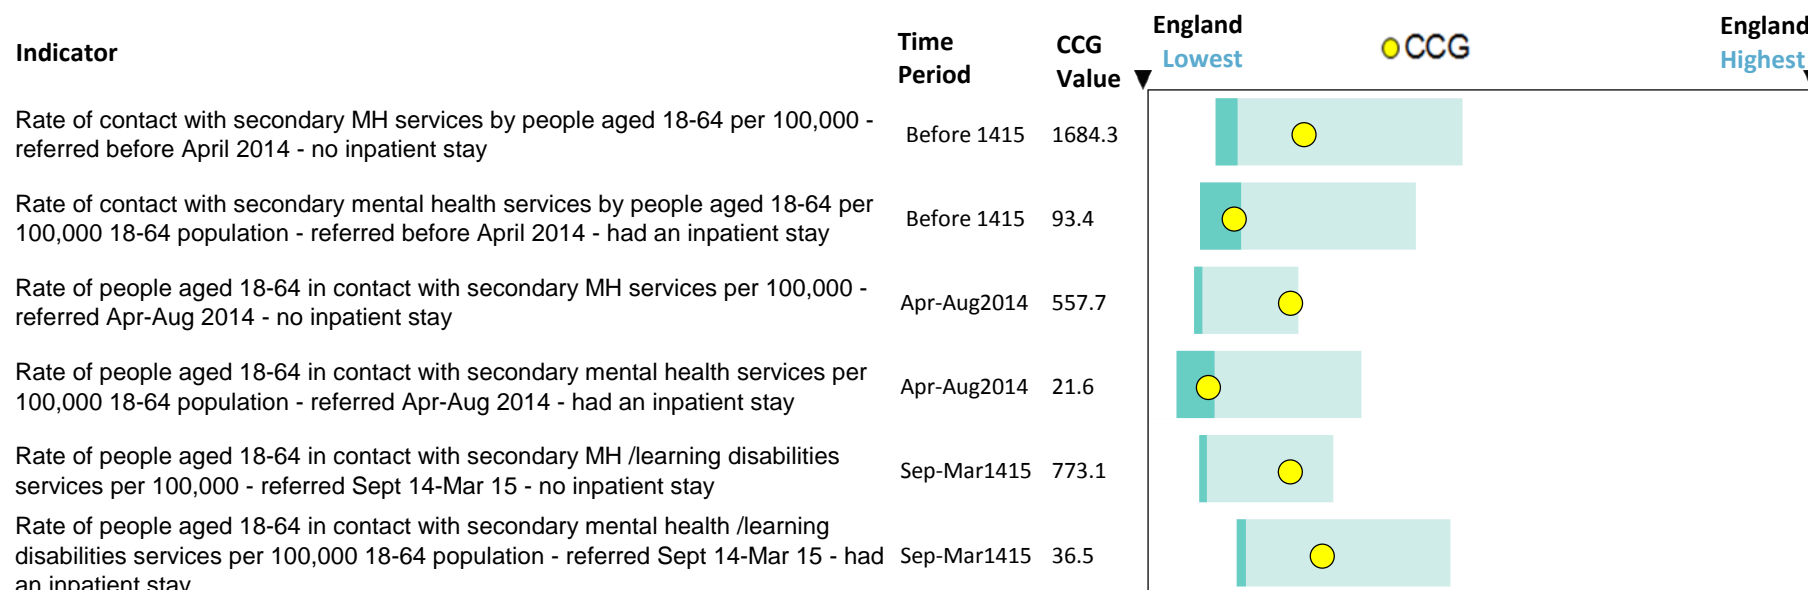 Indicator
Time Period
CCG Value
England Lowest
CCG
England Highest
Rate of contact with secondary MH services by people aged 18-64 per 100,000 -
referred before April 2014 - no inpatient stay
Before 1415 1684.3
Rate of contact with secondary mental health services by people aged 18-64 per
100,000 18-64 population - referred before April 2014 - had an inpatient stay
Before 1415 93.4
Rate of people aged 18-64 in contact with secondary MH services per 100,000 -
referred Apr-Aug 2014 - no inpatient stay
Apr-Aug2014 557.7
Rate of people aged 18-64 in contact with secondary mental health services per
100,000 18-64 population - referred Apr-Aug 2014 - had an inpatient stay
Apr-Aug2014 21.6
Rate of people aged 18-64 in contact with secondary MH /learning disabilities
services per 100,000 - referred Sept 14-Mar 15 - no inpatient stay
Sep-Mar1415 773.1
Rate of people aged 18-64 in contact with secondary mental health /learning
disabilities services per 100,000 18-64 population - referred Sept 14-Mar 15 - had
an inpatient stay
Sep-Mar1415 36.5